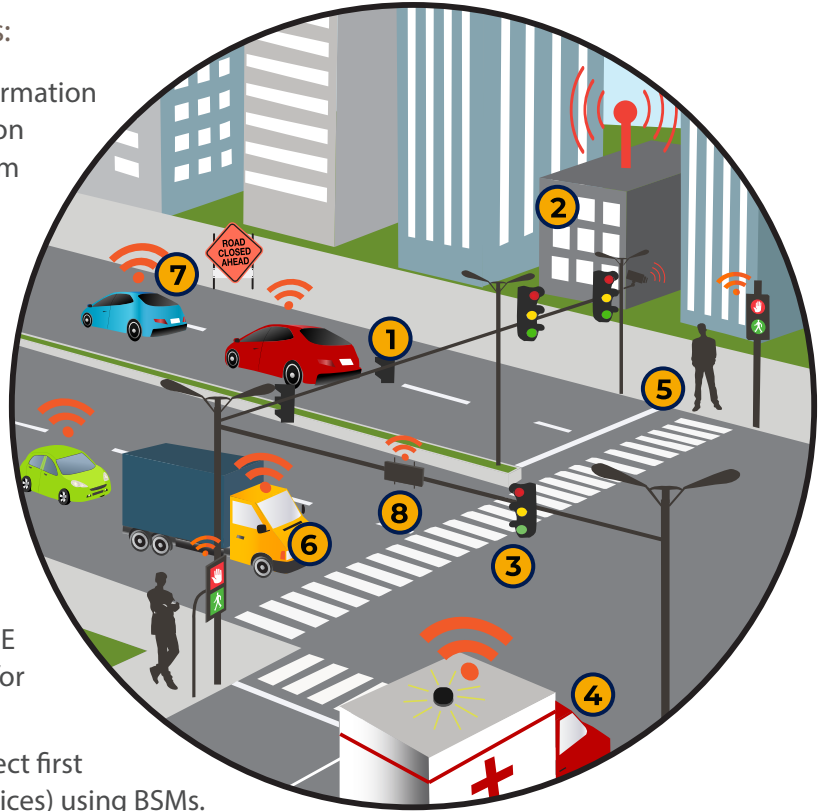 s:
rmation
on
m
2
7
ROAD
CLOSED
AHEAD
1
5
8
6
3
E
or
4
ect first
ices) using BSMs.